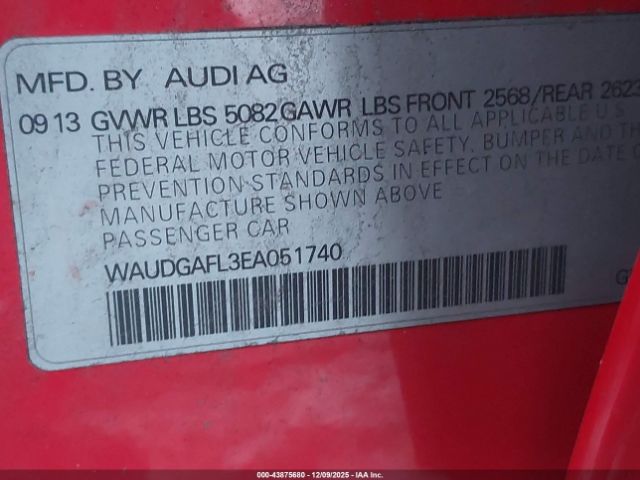 MFD. BY AUDI AG
09 13 GVWR LBS 5082 GAWR LBS FRONT 2568/REAR 2623
THIS VEHICLE CONFORMS TO ALL APPLICABLE U S
FEDERAL MOTOR VEHICLE SAFETY, BUMPER AND
PREVENTION STANDARDS IN EFFECT ON THE DATE
MANUFACTURE SHOWN ABOVE
PASSENGER CAR
WAUDGAFL3EA051740
000-43875680 - 12/09/2025 - IAA Inc.